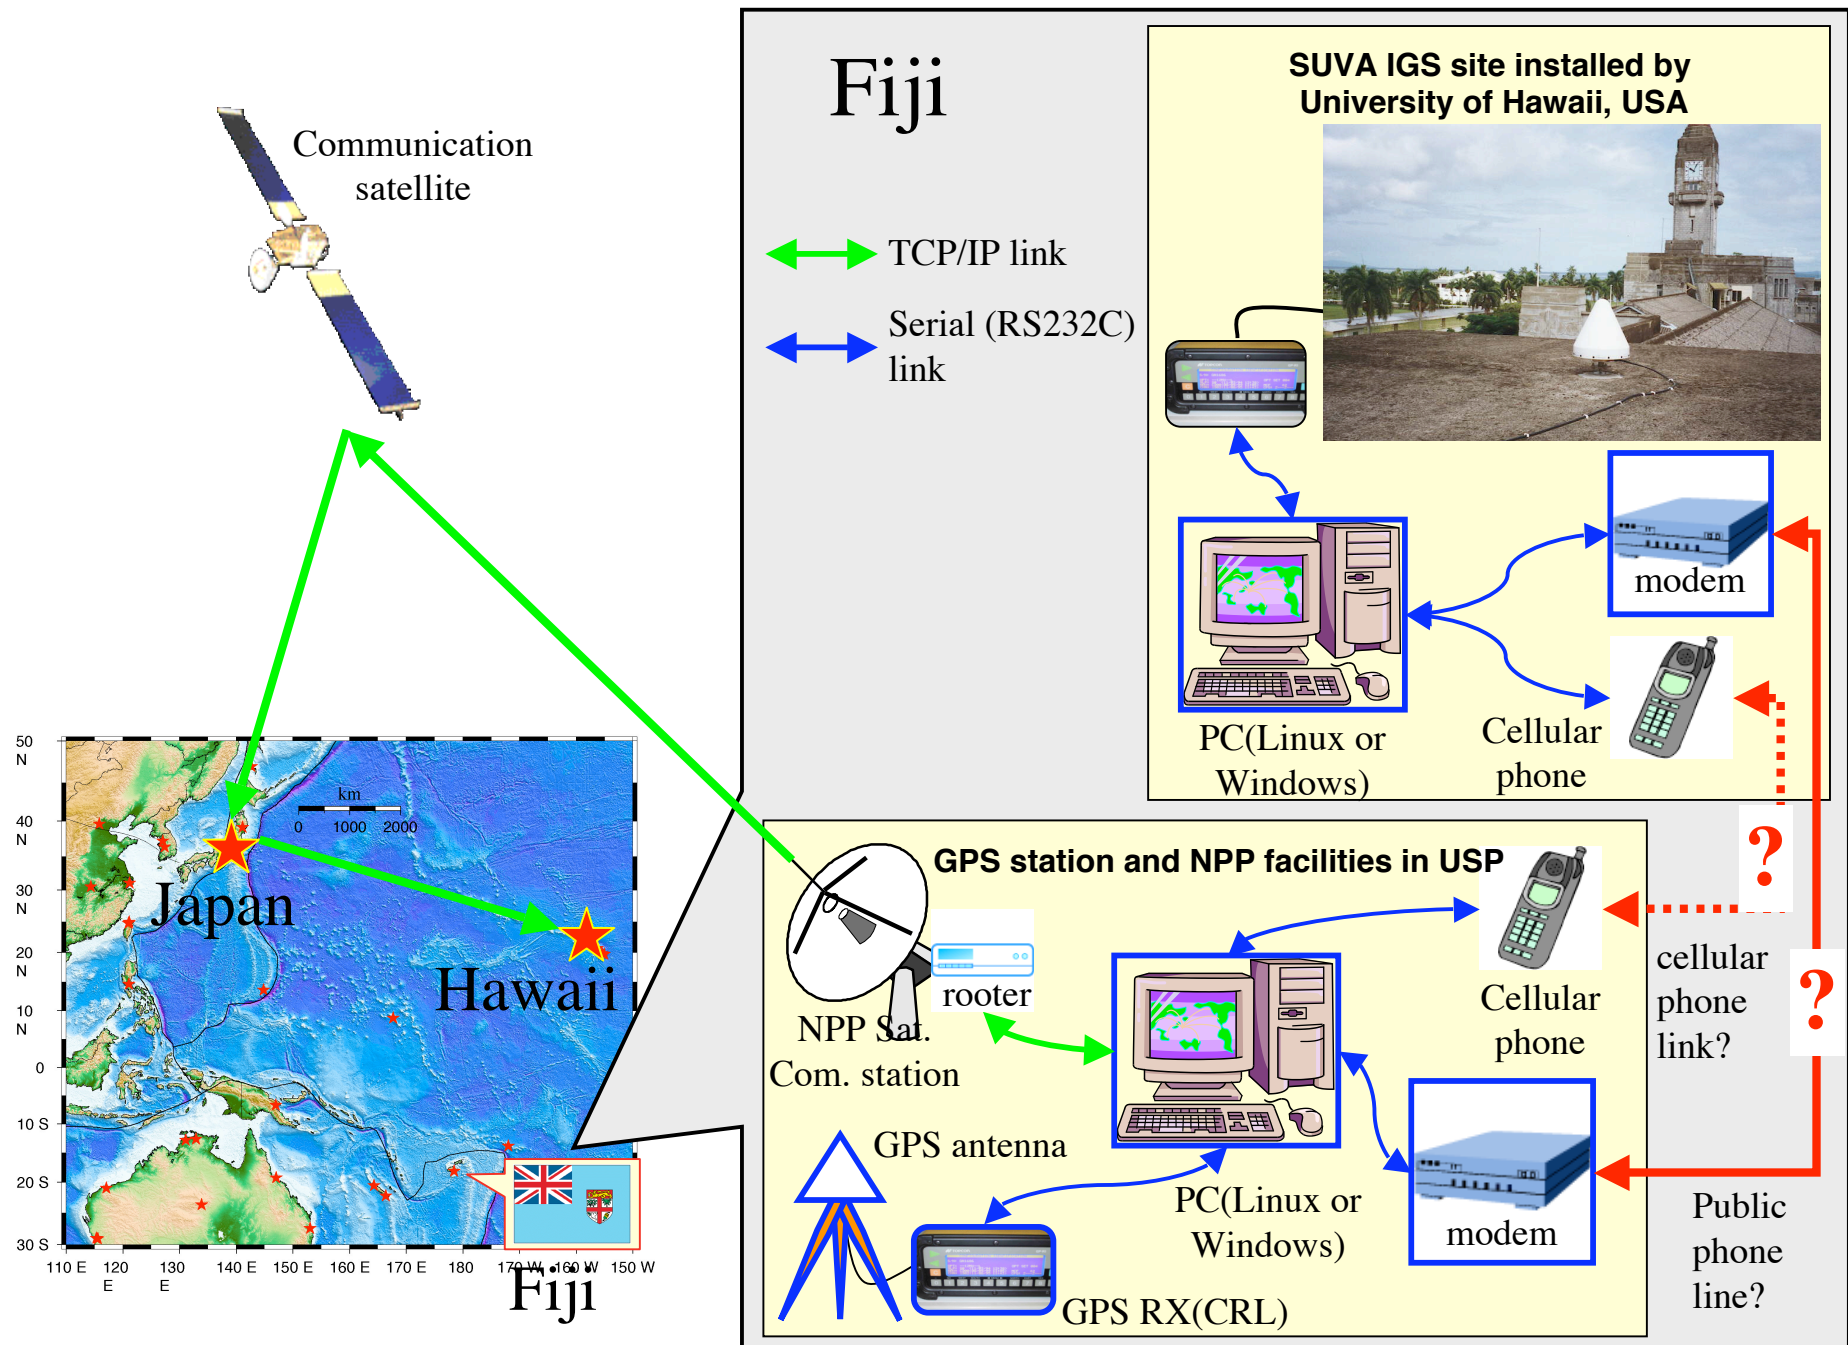 Fiji
SUVA IGS site installed by
University of Hawaii, USA
Communication
satellite
TCP/IP link
Serial (RS232C)
link
modem
PC(Linux or
Windows)
Cellular
phone
?
?
GPS station and NPP facilities in USP
rooter
NPP Sat.
Com. station
Cellular
phone
cellular
phone
link?
GPS antenna
PC(Linux or
Windows)
modem
GPS RX(CRL)
Public
phone
line?
km
0 1000 2000
Japan
Hawaii
Fiji
50
N
40
N
30
N
20
N
10
N
0
10 S
20 S
30 S
110 E 120 130 140 E 150 E 160 E 170 E 180 170 W 160 W 150 W
E E